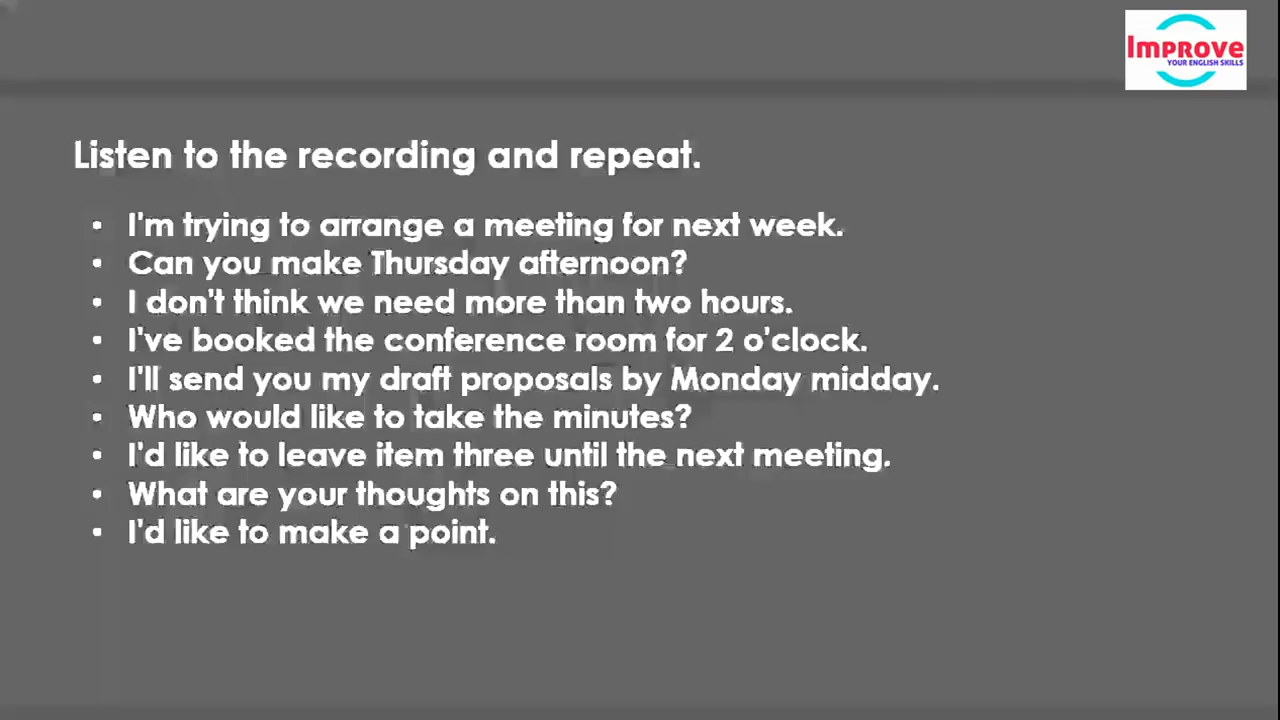 Improve
YOUR ENGLISH SKILLS
Listen to the recording and repeat.
• I'm trying to arrange a meeting for next week.
• Can you make Thursday afternoon?
• I don't think we need more than two hours.
• I've booked the conference room for 2 o'clock.
• I'll send you my draft proposals by Monday midday.
• Who would like to take the minutes?
• I'd like to leave item three until the next meeting.
• What are your thoughts on this?
• I'd like to make a point.